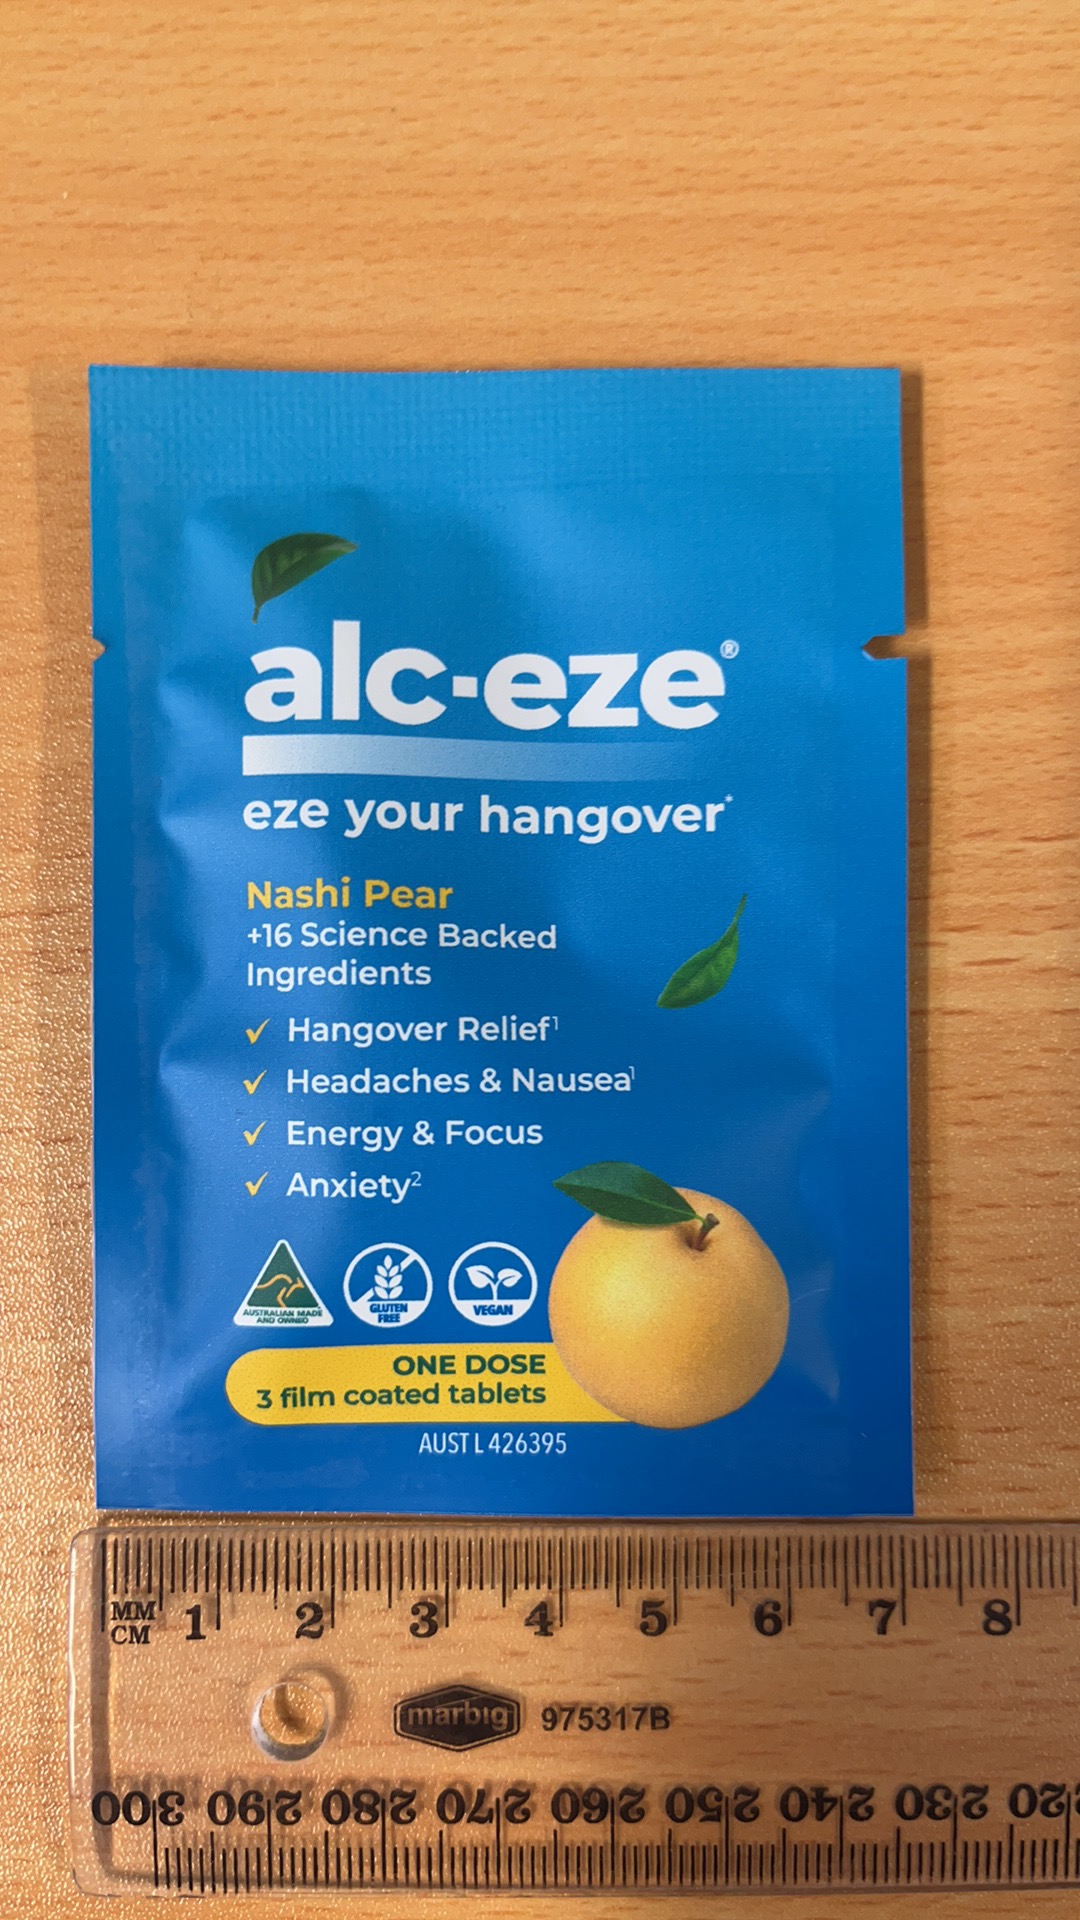 alc-eze®
eze your hangover*
Nashi Pear
+16 Science Backed
Ingredients
✓ Hangover Relief¹
✓ Headaches & Nausea¹
✓ Energy & Focus
✓ Anxiety²
AUSTRALIAN MADE
AND OWNED
GLUTEN
FREE
VEGAN
ONE DOSE
3 film coated tablets
AUST L 426395
MM
CM
1 2 3 4 5 6 7 8
marbig 975317B
300 290 280 270 260 250 240 230 220